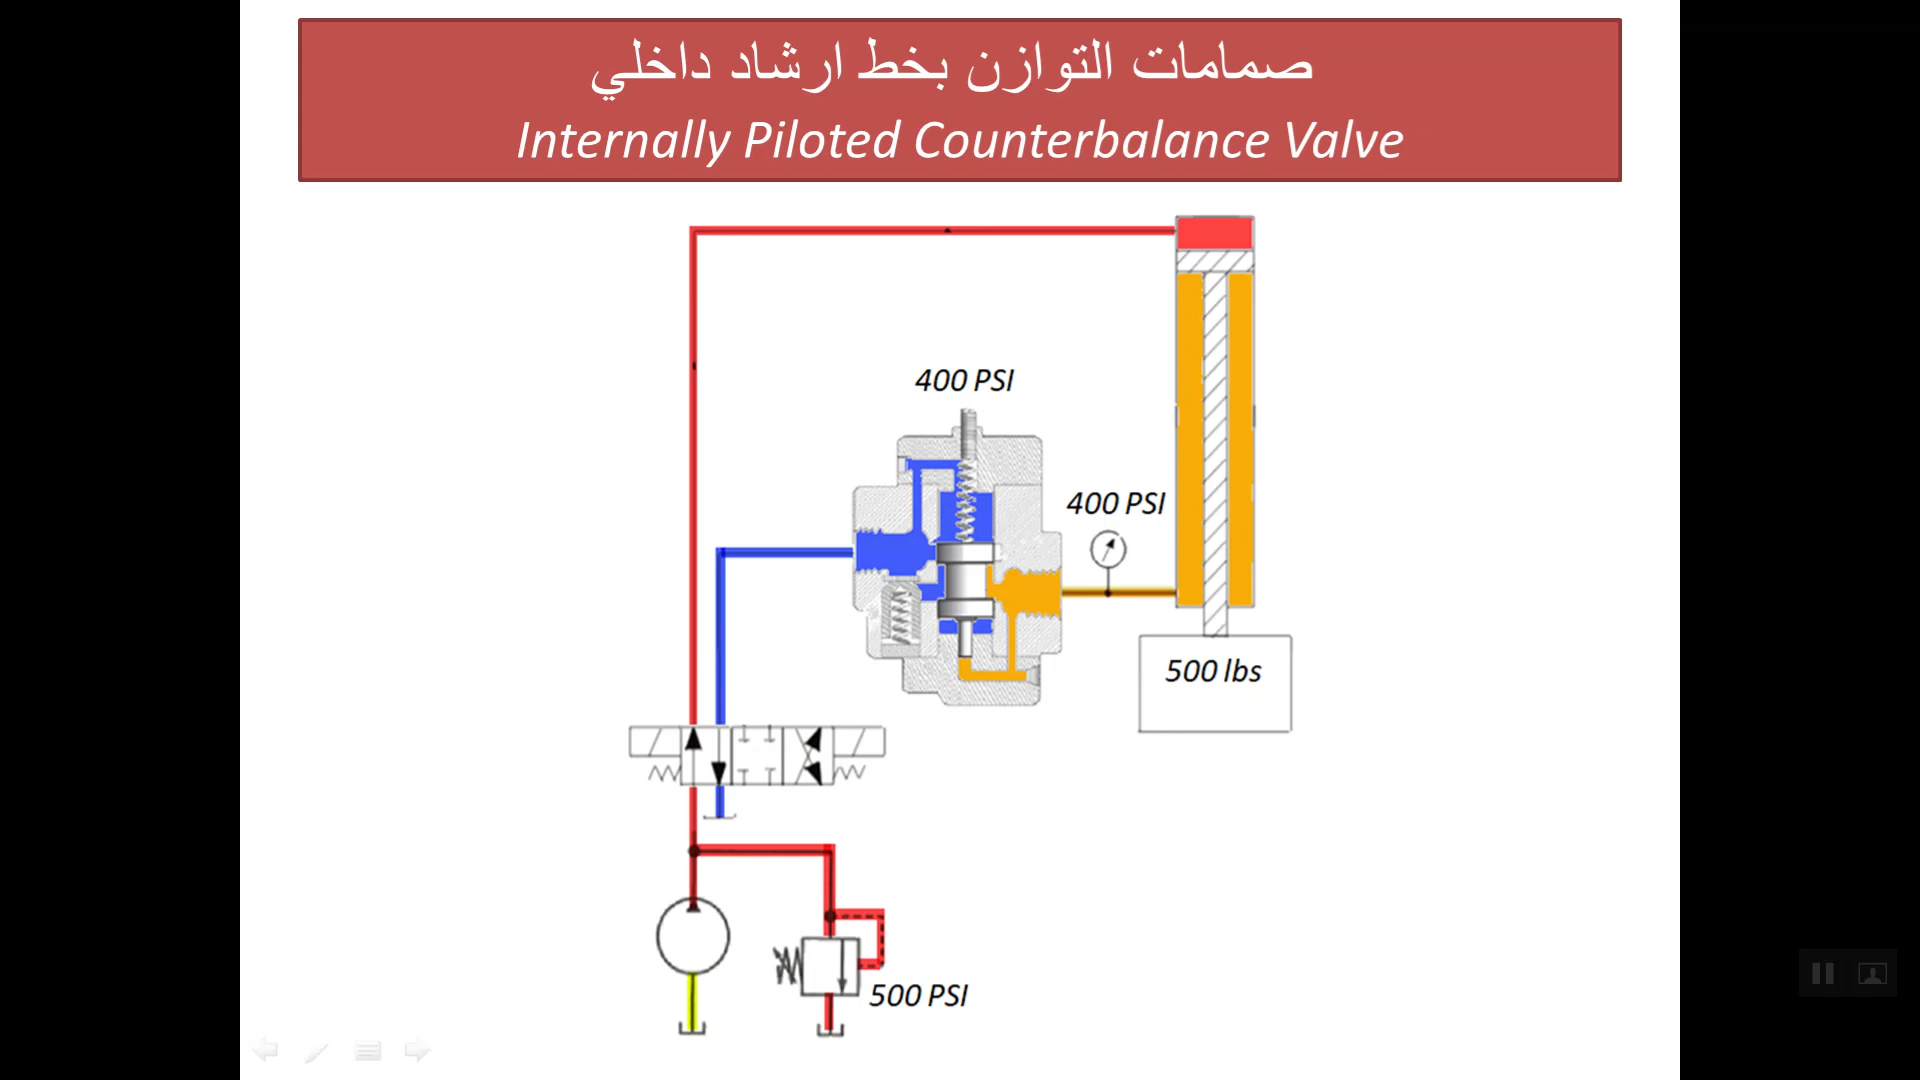 صمامات التوازن بخط ارشاد داخلي
Internally Piloted Counterbalance Valve
400 PSI
400 PSI
500 lbs
500 PSI